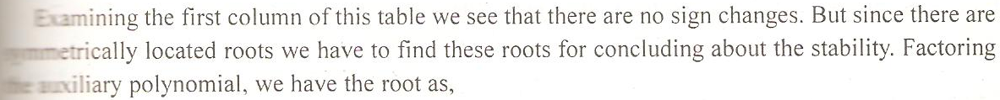 Examining the first column of this table we see that there are no sign changes. But since there are
symmetrically located roots we have to find these roots for concluding about the stability. Factoring
the auxiliary polynomial, we have the root as,